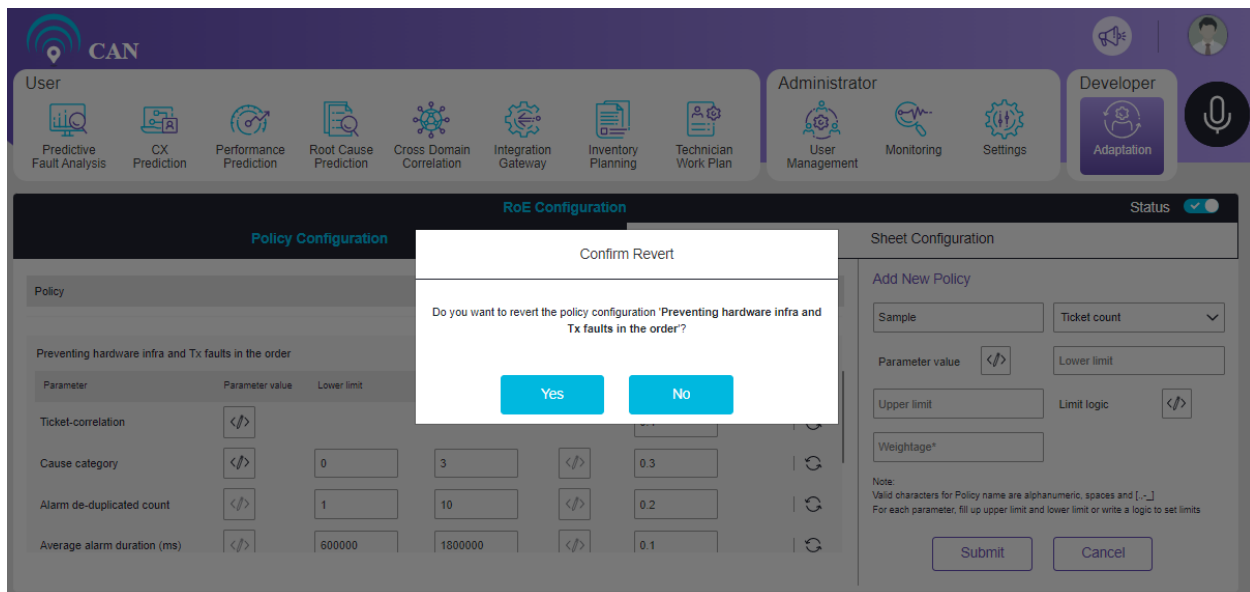 CAN
User
Administrator
Developer
Predictive
Fault Analysis
CX
Prediction
Performance
Prediction
Root Cause
Prediction
Cross Domain
Correlation
Integration
Gateway
Inventory
Planning
Technician
Work Plan
User
Management
Monitoring
Settings
Adaptation
RoE Configuration
Status
Policy Configuration
Sheet Configuration
Confirm Revert
Do you want to revert the policy configuration 'Preventing hardware infra and
Tx faults in the order'?
Yes
No
Policy
Preventing hardware infra and Tx faults in the order
Parameter
Parameter value
Lower limit
Ticket-correlation
</>
Cause category
</>
0
3
</>
0.3
Alarm de-duplicated count
</>
1
10
</>
0.2
Average alarm duration (ms)
</>
600000
1800000
</>
0.1
Add New Policy
Sample
Ticket count
Parameter value
</>
Lower limit
Upper limit
Limit logic
</>
Weightage*
Note:
Valid characters for Policy name are alphanumeric, spaces and [.-_]
For each parameter, fill up upper limit and lower limit or write a logic to set limits
Submit
Cancel